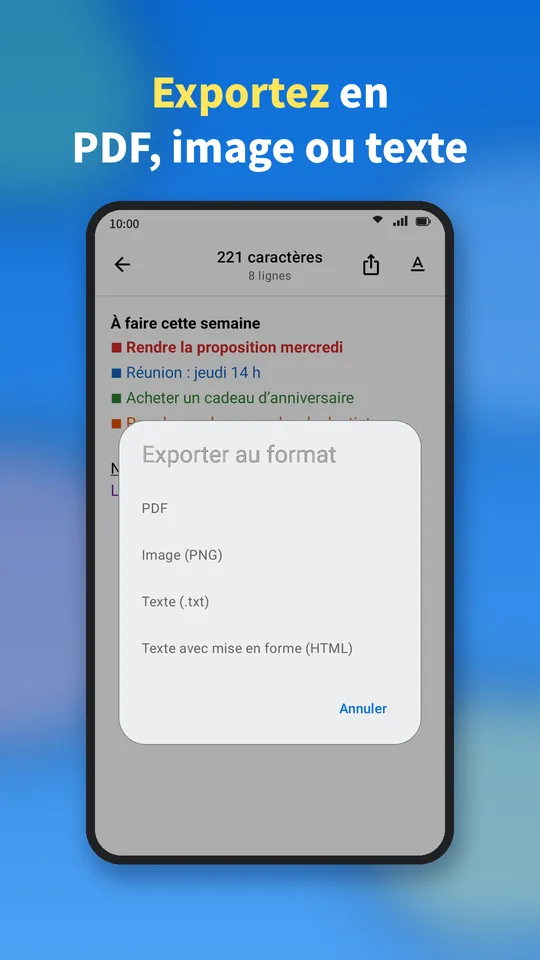 Exportez en
PDF, image ou texte
10:00
221 caractères
8 lignes
À faire cette semaine
Rendre la proposition mercredi
Réunion : jeudi 14 h
Acheter un cadeau d’anniversaire
Exporter au format
PDF
Image (PNG)
Texte (.txt)
Texte avec mise en forme (HTML)
Annuler